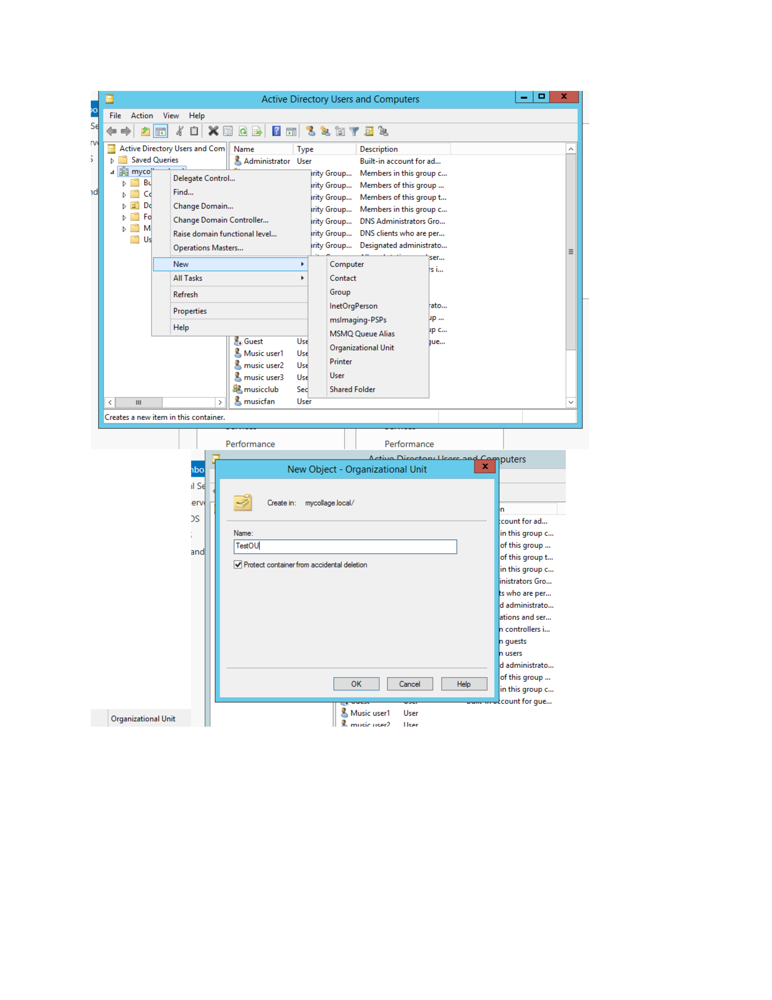 Active Directory Users and Computers
File Action View Help
Active Directory Users and Com
Name Type Description
Saved Queries
Administrator User Built-in account for ad...
myco
Delegate Control...
rity Group... Members in this group c...
Find...
rity Group... Members of this group ...
Change Domain...
rity Group... Members of this group t...
Change Domain Controller...
rity Group... Members in this group c...
Raise domain functional level...
rity Group... DNS Administrators Gro...
Operations Masters...
rity Group... DNS clients who are per...
rity Group... Designated administrato...
ser...
New
Computer
rs i...
All Tasks
Contact
Refresh
Group
Properties
InetOrgPerson
rato...
Help
msImaging-PSPs
up ...
MSMQ Queue Alias
up c...
Guest Use
Organizational Unit
gue...
Music user1 Use
Printer
music user2 Use
User
music user3 Use
Shared Folder
musicclub Sec
musicfan User
Creates a new item in this container.
Performance Performance
Active Directory Users and Computers
New Object - Organizational Unit
Create in: mycollage.local/
Name:
TestOU
Protect container from accidental deletion
OK Cancel Help
n
count for ad...
in this group c...
of this group ...
of this group t...
in this group c...
inistrators Gro...
ts who are per...
d administrato...
ations and ser...
n controllers i...
n guests
n users
d administrato...
of this group ...
in this group c...
Guest User Built-in account for gue...
Music user1 User
music user2 User
Organizational Unit